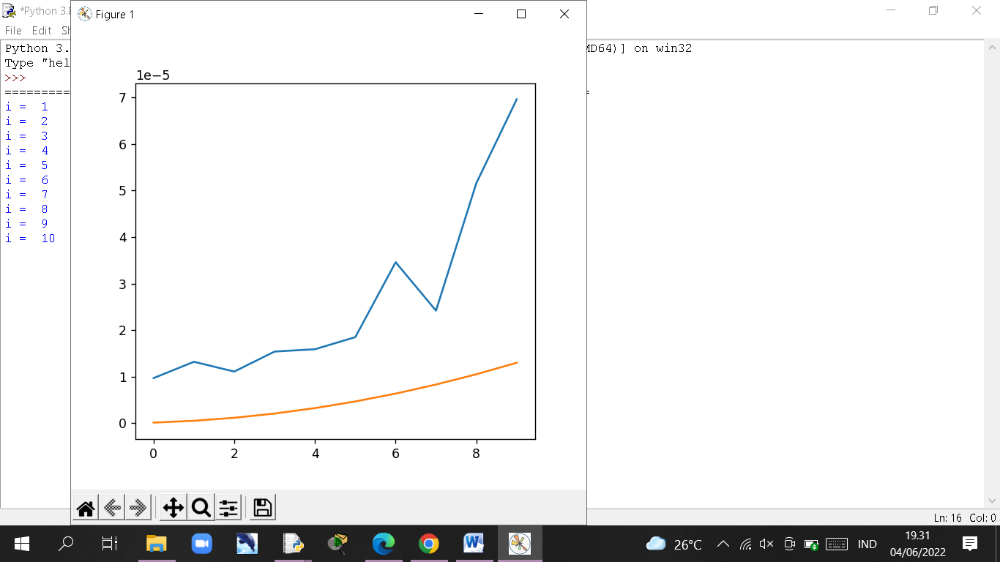 *Python 3.8
Figure 1
File Edit Sh
Python 3.
MD64)] on win32
Type "hel
>>>
==========
=
i = 1
i = 2
i = 3
i = 4
i = 5
i = 6
i = 7
i = 8
i = 9
i = 10
1e−5
7
6
5
4
3
2
1
0
0 2 4 6 8
Ln: 16 Col: 0
26°C
IND
19.31
04/06/2022